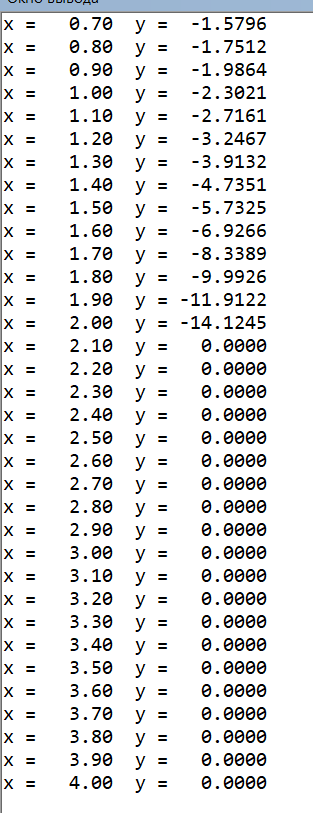 Окно вывода
x =   0.70  y =  -1.5796
x =   0.80  y =  -1.7512
x =   0.90  y =  -1.9864
x =   1.00  y =  -2.3021
x =   1.10  y =  -2.7161
x =   1.20  y =  -3.2467
x =   1.30  y =  -3.9132
x =   1.40  y =  -4.7351
x =   1.50  y =  -5.7325
x =   1.60  y =  -6.9266
x =   1.70  y =  -8.3389
x =   1.80  y =  -9.9926
x =   1.90  y = -11.9122
x =   2.00  y = -14.1245
x =   2.10  y =   0.0000
x =   2.20  y =   0.0000
x =   2.30  y =   0.0000
x =   2.40  y =   0.0000
x =   2.50  y =   0.0000
x =   2.60  y =   0.0000
x =   2.70  y =   0.0000
x =   2.80  y =   0.0000
x =   2.90  y =   0.0000
x =   3.00  y =   0.0000
x =   3.10  y =   0.0000
x =   3.20  y =   0.0000
x =   3.30  y =   0.0000
x =   3.40  y =   0.0000
x =   3.50  y =   0.0000
x =   3.60  y =   0.0000
x =   3.70  y =   0.0000
x =   3.80  y =   0.0000
x =   3.90  y =   0.0000
x =   4.00  y =   0.0000